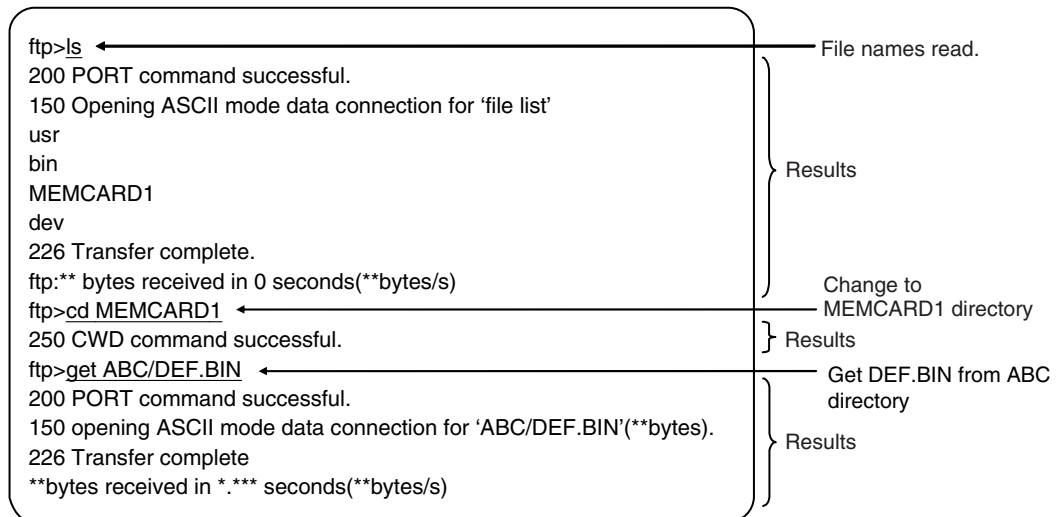 ftp>ls
File names read.
200 PORT command successful.
150 Opening ASCII mode data connection for ‘file list’
usr
bin
Results
MEMCARD1
dev
226 Transfer complete.
ftp:** bytes received in 0 seconds(**bytes/s)
Change to
MEMCARD1 directory
ftp>cd MEMCARD1
250 CWD command successful.
Results
ftp>get ABC/DEF.BIN
Get DEF.BIN from ABC
directory
200 PORT command successful.
150 opening ASCII mode data connection for ‘ABC/DEF.BIN’(**bytes).
Results
226 Transfer complete
**bytes received in *.*** seconds(**bytes/s)